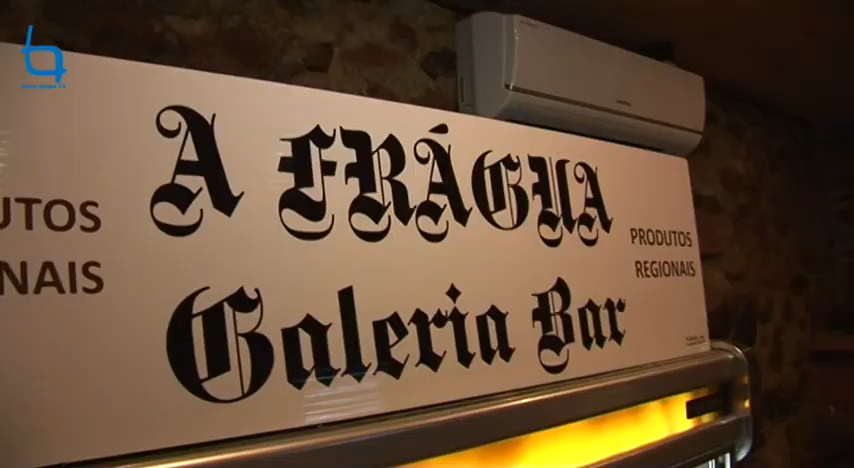 A FRÁGUA
Galeria Bar
UTOS
NAIS
PRODUTOS
REGIONAIS